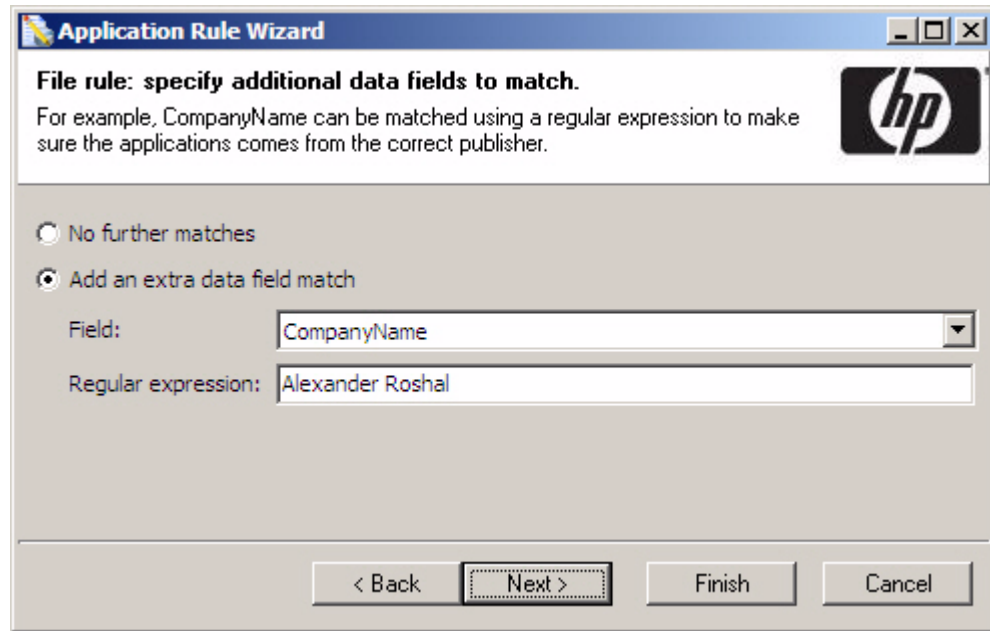 Application Rule Wizard
File rule: specify additional data fields to match.
For example, CompanyName can be matched using a regular expression to make
sure the applications comes from the correct publisher.
hp
No further matches
Add an extra data field match
Field: CompanyName
Regular expression: Alexander Roshal
< Back Next > Finish Cancel